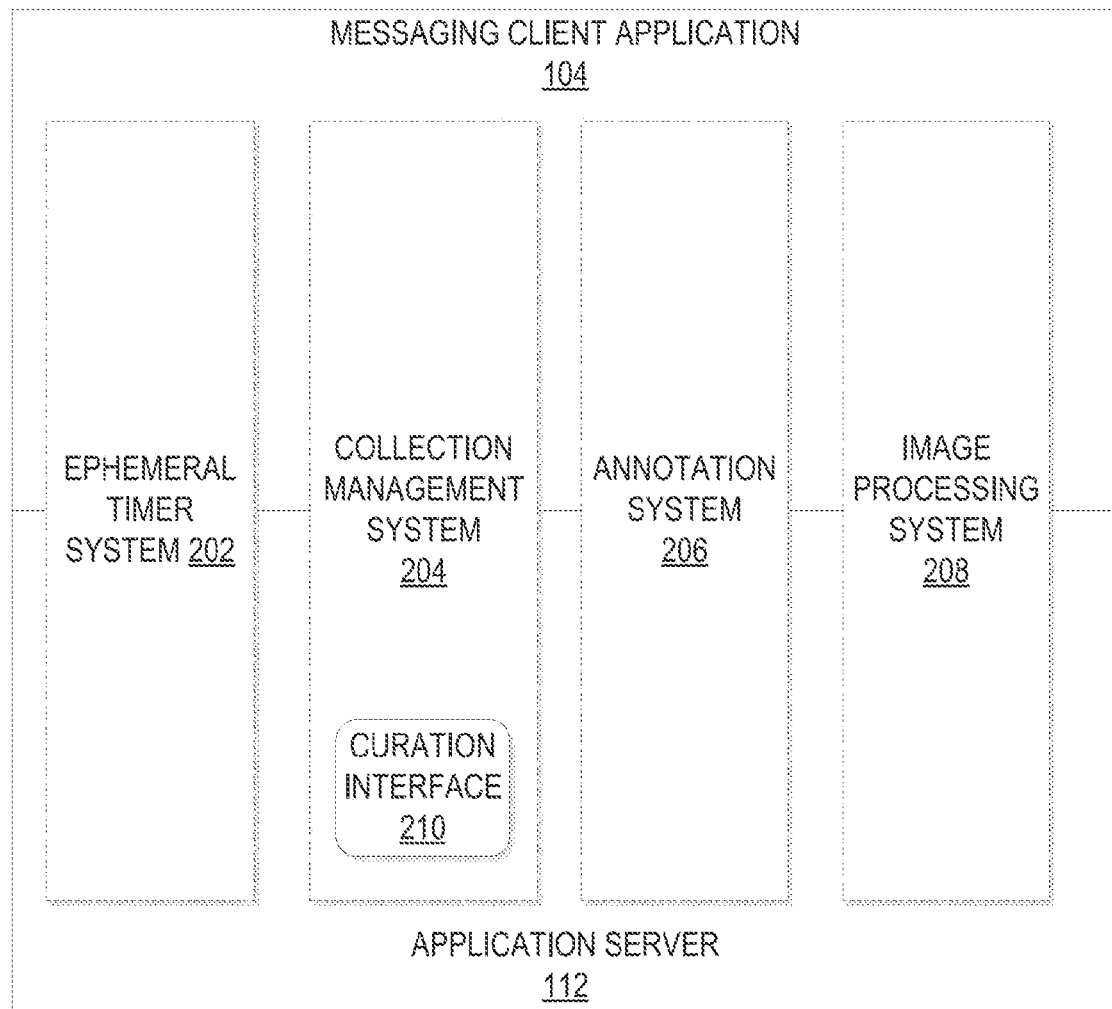 MESSAGING CLIENT APPLICATION
104
EPHEMERAL
TIMER
SYSTEM 202
COLLECTION
MANAGEMENT
SYSTEM
204
CURATION
INTERFACE
210
ANNOTATION
SYSTEM
206
IMAGE
PROCESSING
SYSTEM
208
APPLICATION SERVER
112